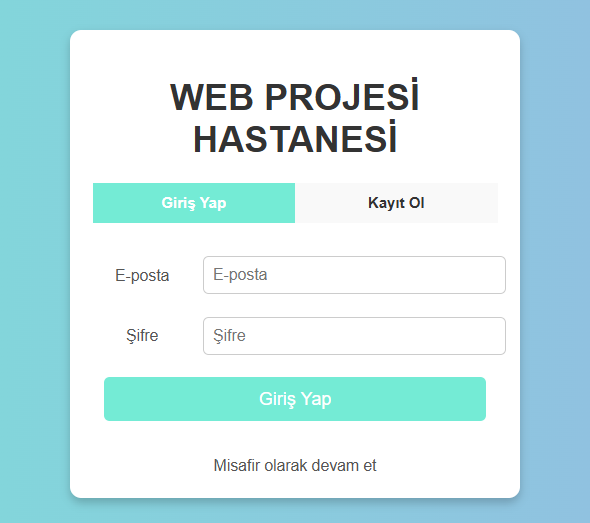 WEB PROJESİ
HASTANESİ
Giriş Yap
Kayıt Ol
E-posta
E-posta
Şifre
Şifre
Giriş Yap
Misafir olarak devam et